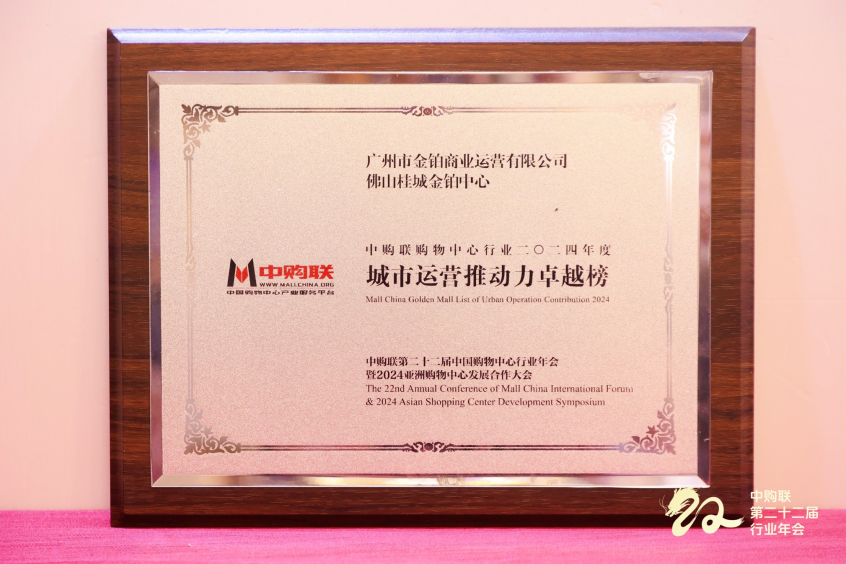 广州市金铂商业运营有限公司
佛山桂城金铂中心
中购联购物中心行业二〇二四年度
城市运营推动力卓越榜
Mall China Golden Mall List of Urban Operation Contribution 2024
中购联
WWW.MALLCHINA.ORG
中国购物中心产业服务平台
中购联第二十二届中国购物中心行业年会
暨2024亚洲购物中心发展合作大会
The 22nd Annual Conference of Mall China International Forum
& 2024 Asian Shopping Center Development Symposium
中购联
第二十二届
行业年会